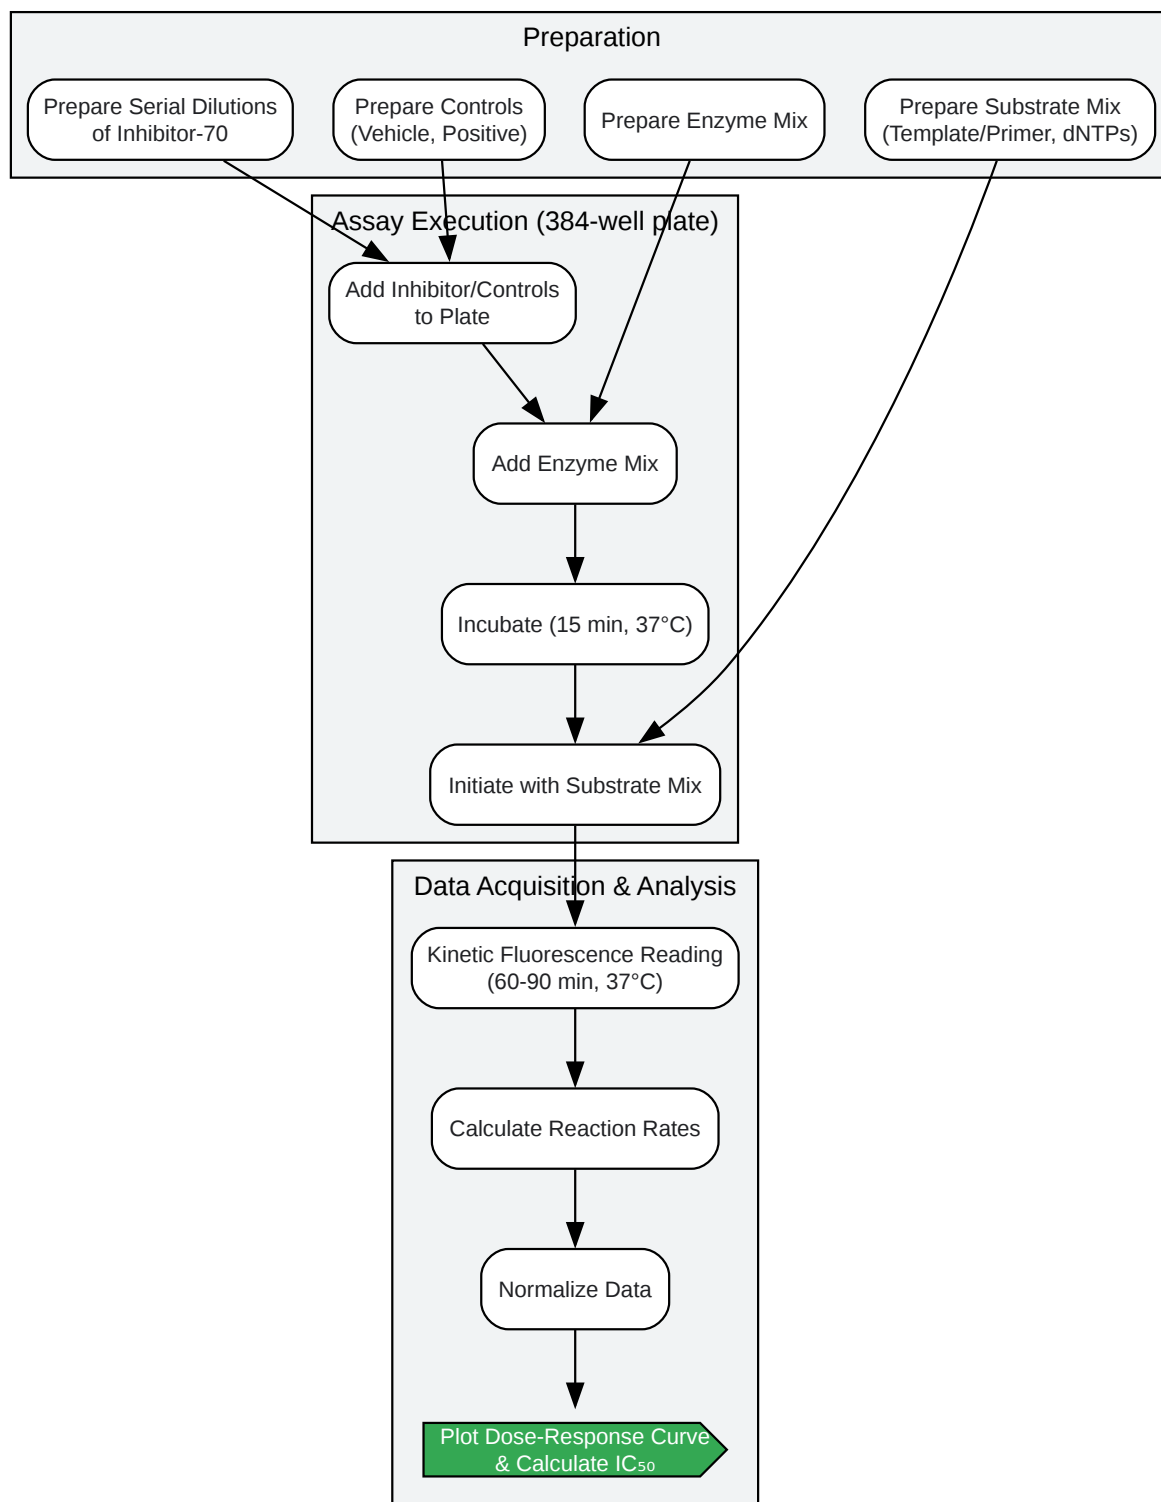 Preparation
Prepare Serial Dilutions
of Inhibitor-70
Prepare Controls
(Vehicle, Positive)
Prepare Enzyme Mix
Prepare Substrate Mix
(Template/Primer, dNTPs)
Assay Execution (384-well plate)
Add Inhibitor/Controls
to Plate
Add Enzyme Mix
Incubate (15 min, 37°C)
Initiate with Substrate Mix
Data Acquisition & Analysis
Kinetic Fluorescence Reading
(60-90 min, 37°C)
Calculate Reaction Rates
Normalize Data
Plot Dose-Response Curve
& Calculate IC₅₀